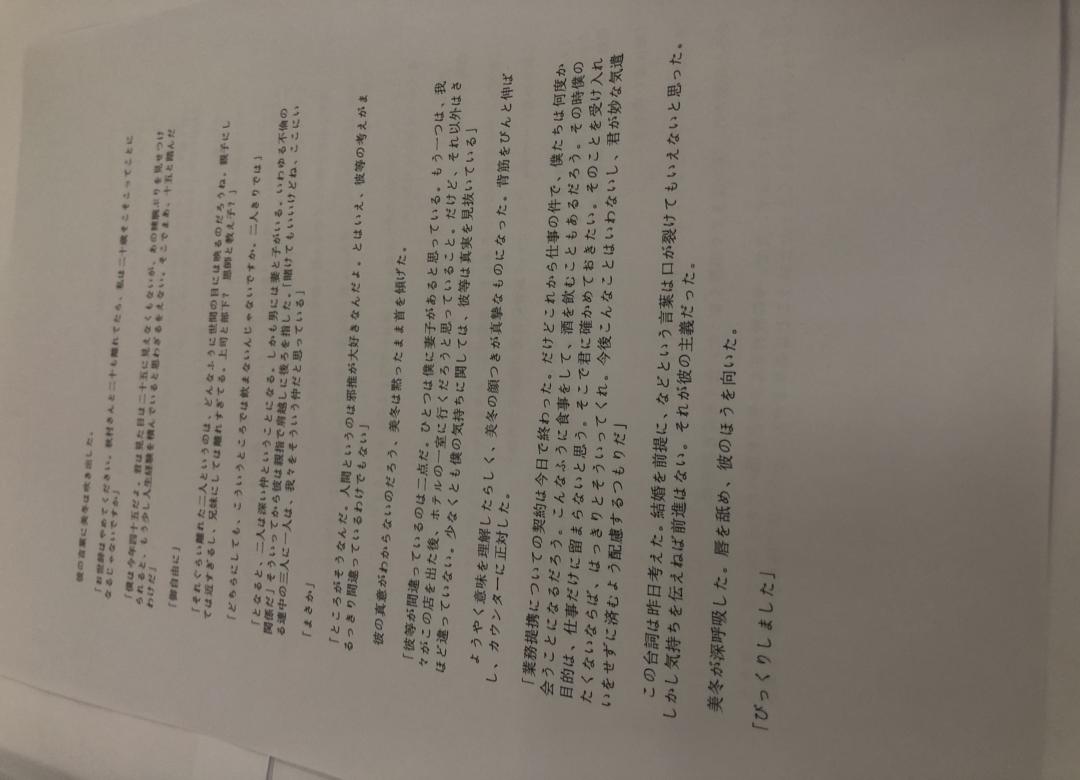 彼の言葉に美冬は吹き出した。
「お世辞はやめてください。秋村さんと二十も離れてたら、私は二十歳そこそこってことに
なるじゃないですか」
「僕は今年四十五だよ。君は見た目は二十五に見えなくもないが、あの辣腕ぶりを見せつけ
られると、もう少し人生経験を積んでいると思わざるをえない。そこでまあ、十五と踏んだ
わけだ」
「御自由に」
「それぐらい離れた二人というのは、どんなふうに世間の目には映るのだろうね。親子にし
ては近すぎるし、兄妹にしては離れすぎてる。上司と部下？　恩師と教え子？」
「どちらにしても、こういうところでは飲まないんじゃないですか。二人きりでは」
「となると、二人は深い仲ということになる。しかも男には妻と子がいる。いわゆる不倫の
関係だ」そういってから彼は親指で肩越しに後ろを指した。「賭けてもいいけどね、ここにい
る連中の三人に一人は、我々をそういう仲だと思っている」
「まさか」
「ところがそうなんだ。人間というのは邪推が大好きなんだよ。とはいえ、彼等の考えがま
るっきり間違っているわけでもない」
彼の真意がわからないのだろう、美冬は黙ったまま首を傾げた。
「彼等が間違っているのは二点だ。ひとつは僕に妻子があると思っている。もう一つは、我
々がこの店を出た後、ホテルの一室に行くだろうと思っていること。だけど、それ以外はさ
ほど違っていない。少なくとも僕の気持ちに関しては、彼等は真実を見抜いている」
ようやく意味を理解したらしく、美冬の顔つきが真摯なものになった。背筋をぴんと伸ば
し、カウンターに正対した。
「業務提携についての契約は今日で終わった。だけどこれから仕事の件で、僕たちは何度か
会うことになるだろう。こんなふうに食事をして、酒を飲むこともあるだろう。その時僕の
目的は、仕事だけに留まらないと思う。そこで君に確かめておきたい。そのことを受け入れ
たくないならば、はっきりとそういってくれ。今後こんなことはいわないし、君が妙な気遣
いをせずに済むよう配慮するつもりだ」
この台詞は昨日考えた。結婚を前提に、などという言葉は口が裂けてもいえないと思った。
しかし気持ちを伝えねば前進はない。それが彼の主義だった。
美冬が深呼吸した。唇を舐め、彼のほうを向いた。
「びっくりしました」